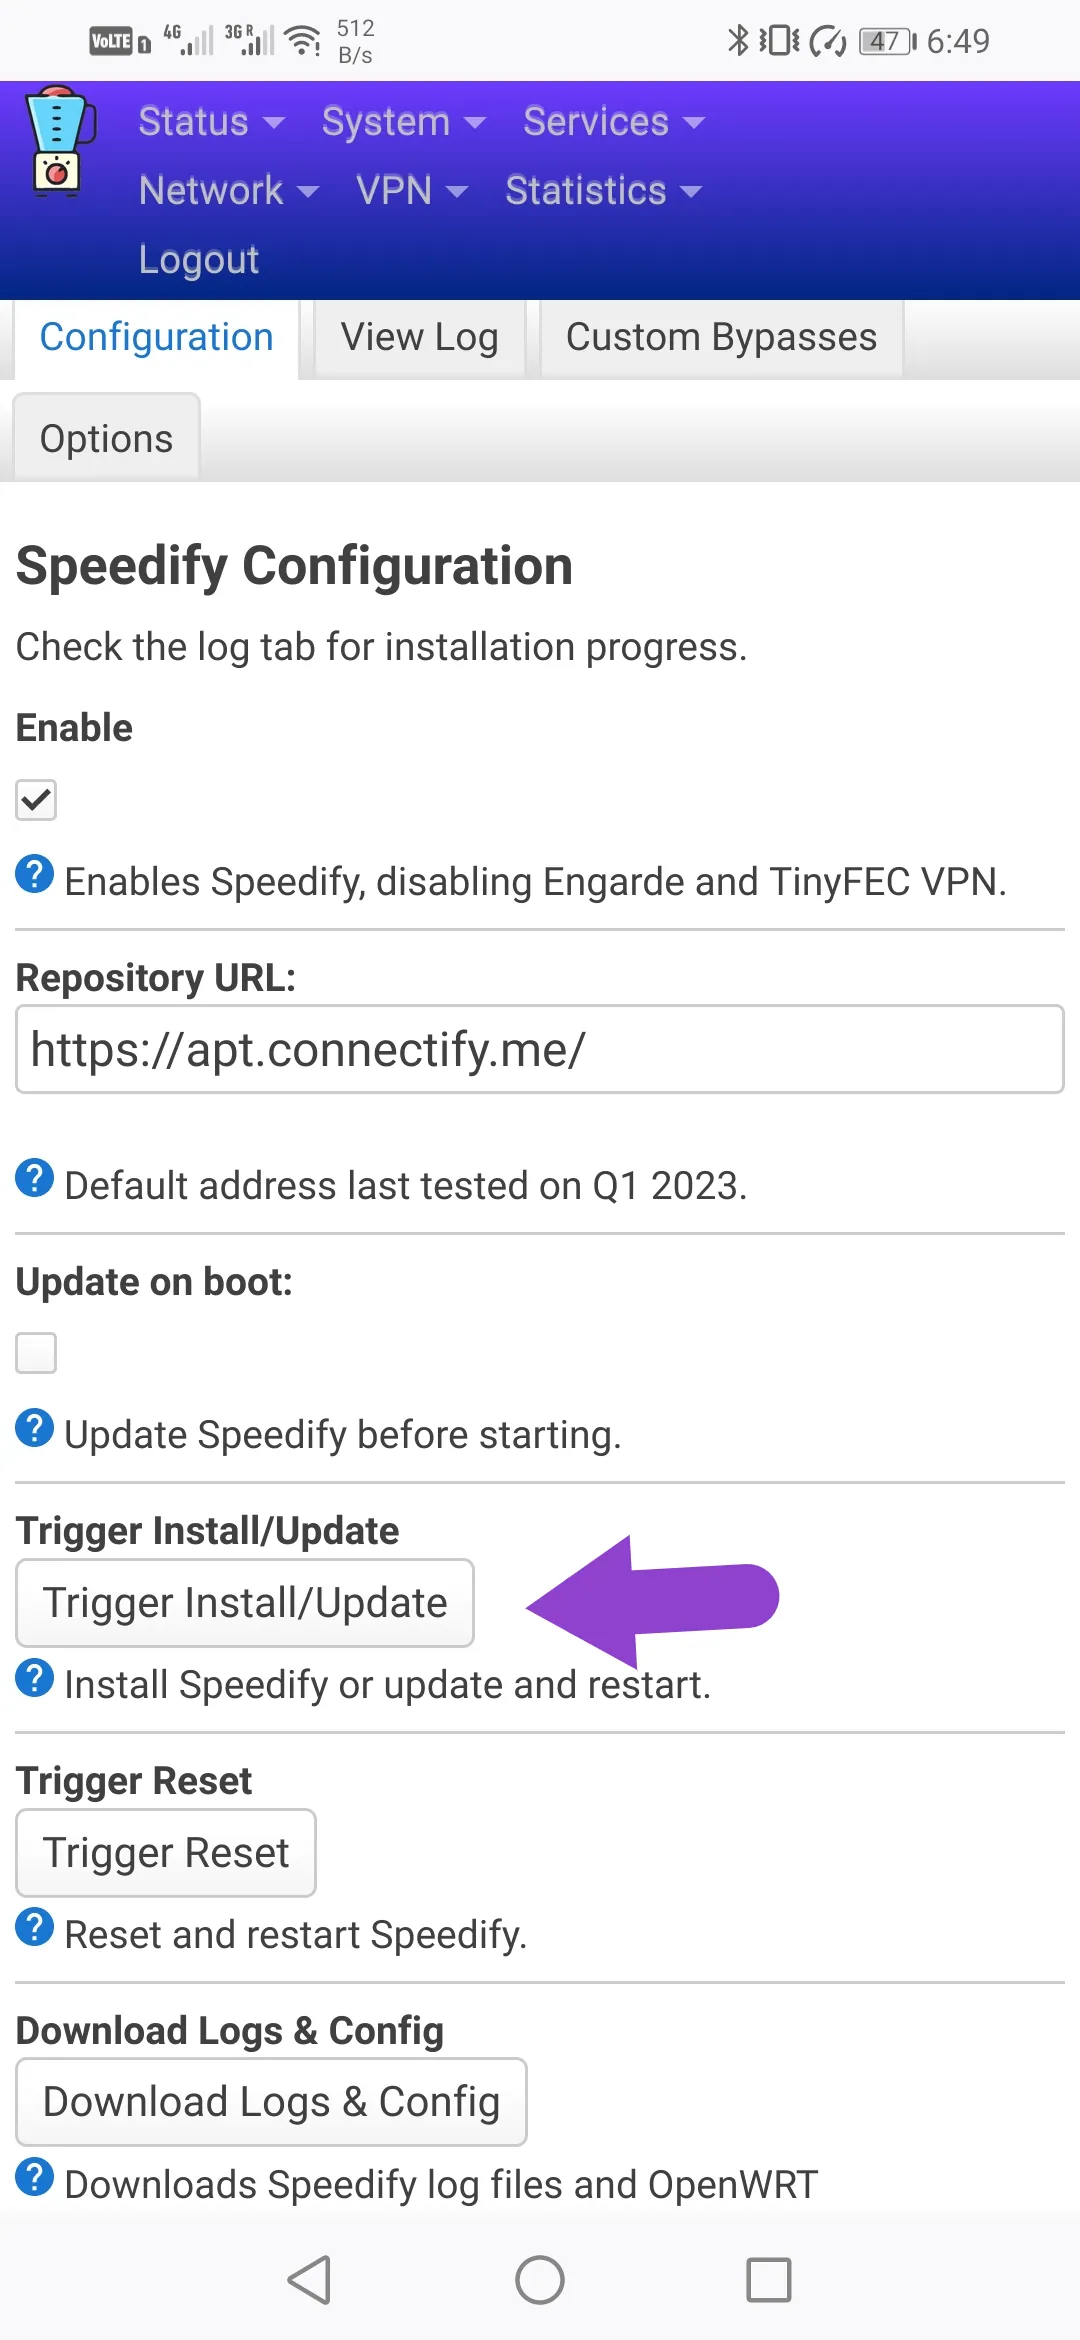 VoLTE 1 4G 3G R 512 B/s 47 6:49
Status System Services
Network VPN Statistics
Logout
Configuration View Log Custom Bypasses
Options
Speedify Configuration
Check the log tab for installation progress.
Enable
? Enables Speedify, disabling Engarde and TinyFEC VPN.
Repository URL:
https://apt.connectify.me/
? Default address last tested on Q1 2023.
Update on boot:
? Update Speedify before starting.
Trigger Install/Update
Trigger Install/Update
? Install Speedify or update and restart.
Trigger Reset
Trigger Reset
? Reset and restart Speedify.
Download Logs & Config
Download Logs & Config
? Downloads Speedify log files and OpenWRT